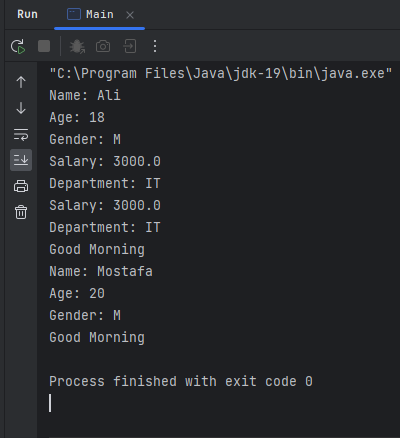 Run
Main
"C:\Program Files\Java\jdk-19\bin\java.exe"
Name: Ali
Age: 18
Gender: M
Salary: 3000.0
Department: IT
Salary: 3000.0
Department: IT
Good Morning
Name: Mostafa
Age: 20
Gender: M
Good Morning
Process finished with exit code 0